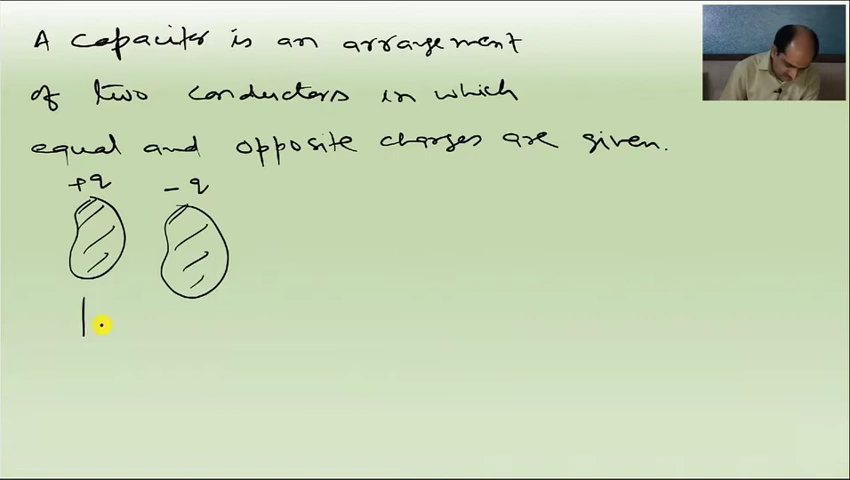 A capacitor is an arrangement
of two conductors in which
equal and opposite charges are given.
+q -q